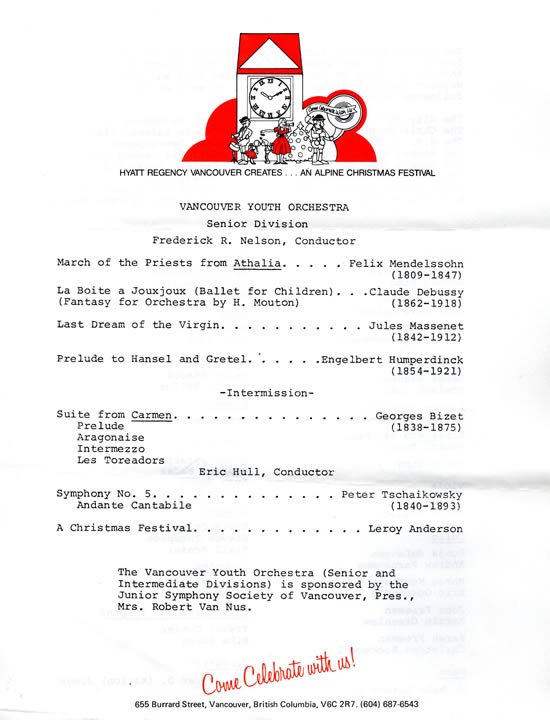 Come Celebrate With Us!
HYATT REGENCY VANCOUVER CREATES . . . AN ALPINE CHRISTMAS FESTIVAL
VANCOUVER YOUTH ORCHESTRA
Senior Division
Frederick R. Nelson, Conductor
March of the Priests from Athalia. . . . . Felix Mendelssohn
(1809-1847)
La Boite a Jouxjoux (Ballet for Children). . .Claude Debussy
(Fantasy for Orchestra by H. Mouton) (1862-1918)
Last Dream of the Virgin. . . . . . . . . . . Jules Massenet
(1842-1912)
Prelude to Hansel and Gretel. . . . . .Engelbert Humperdinck
(1854-1921)
-Intermission-
Suite from Carmen. . . . . . . . . . . . . . . Georges Bizet
Prelude (1838-1875)
Aragonaise
Intermezzo
Les Toreadors
Eric Hull, Conductor
Symphony No. 5. . . . . . . . . . . . . . Peter Tschaikowsky
Andante Cantabile (1840-1893)
A Christmas Festival. . . . . . . . . . . . . Leroy Anderson
The Vancouver Youth Orchestra (Senior and
Intermediate Divisions) is sponsored by the
Junior Symphony Society of Vancouver, Pres.,
Mrs. Robert Van Nus.
Come Celebrate with us!
655 Burrard Street, Vancouver, British Columbia, V6C 2R7. (604) 687-6543